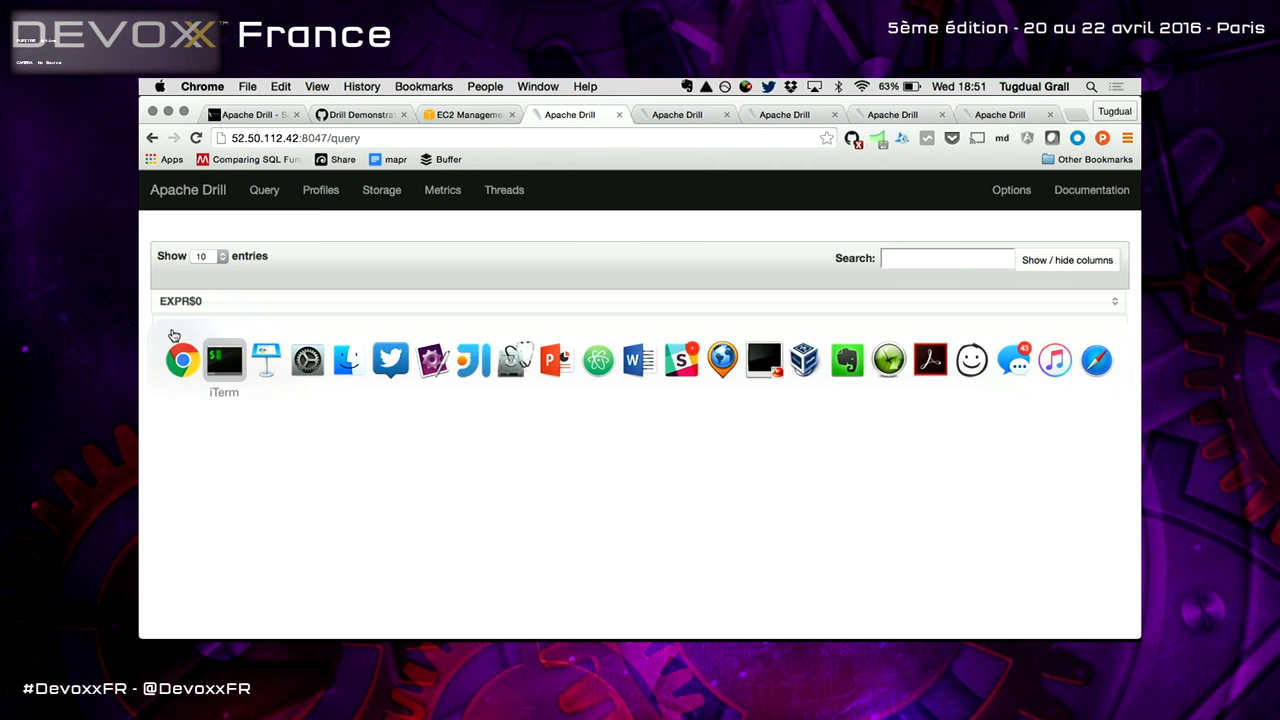 DEVOXX™ France
5ème édition - 20 au 22 avril 2016 - Paris
Chrome File Edit View History Bookmarks People Window Help 63% Wed 18:51 Tugdual Grall
Apache Drill - S Drill Demonstra EC2 Manageme Apache Drill Apache Drill Apache Drill Apache Drill Apache Drill Tugdual
52.50.112.42:8047/query md
Apps Comparing SQL Fun Share mapr Buffer Other Bookmarks
Apache Drill Query Profiles Storage Metrics Threads Options Documentation
Show 10 entries Search: Show / hide columns
EXPR$0
43
iTerm
#DevoxxFR - @DevoxxFR